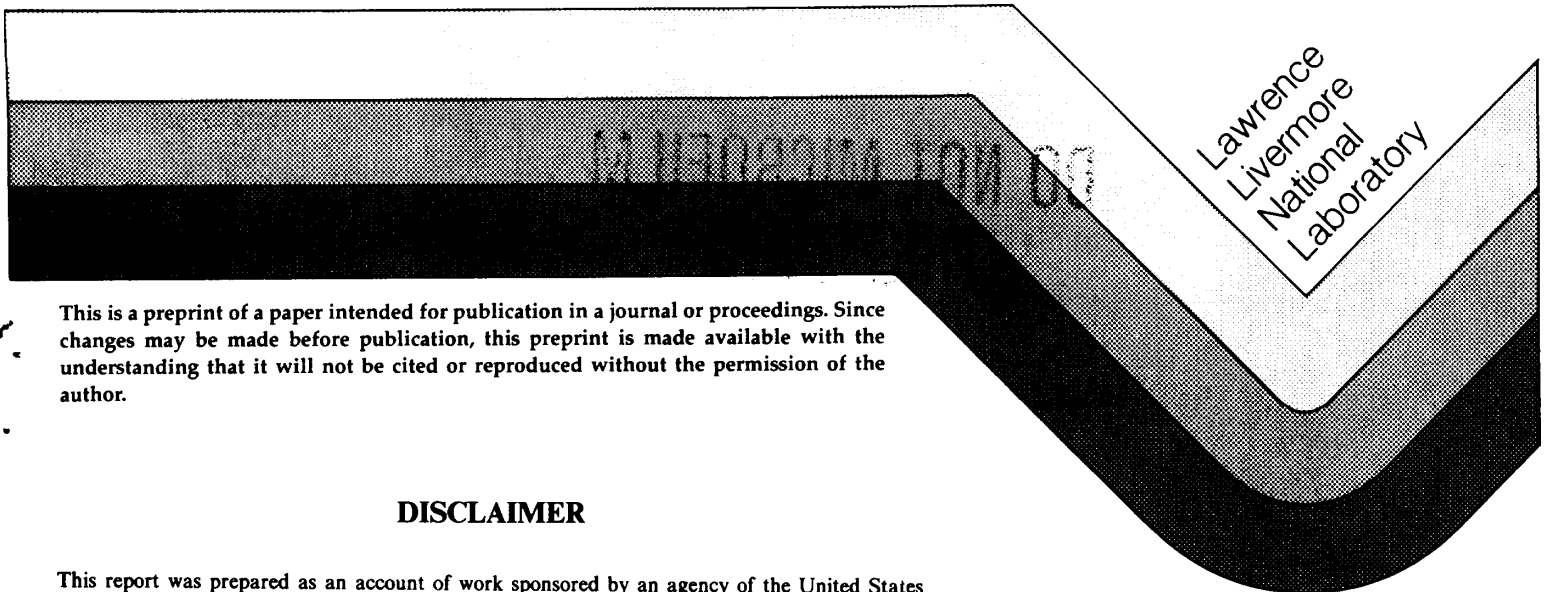 Lawrence
Livermore
National
Laboratory
This is a preprint of a paper intended for publication in a journal or proceedings. Since
changes may be made before publication, this preprint is made available with the
understanding that it will not be cited or reproduced without the permission of the
author.
DISCLAIMER
This report was prepared as an account of work sponsored by an agency of the United States